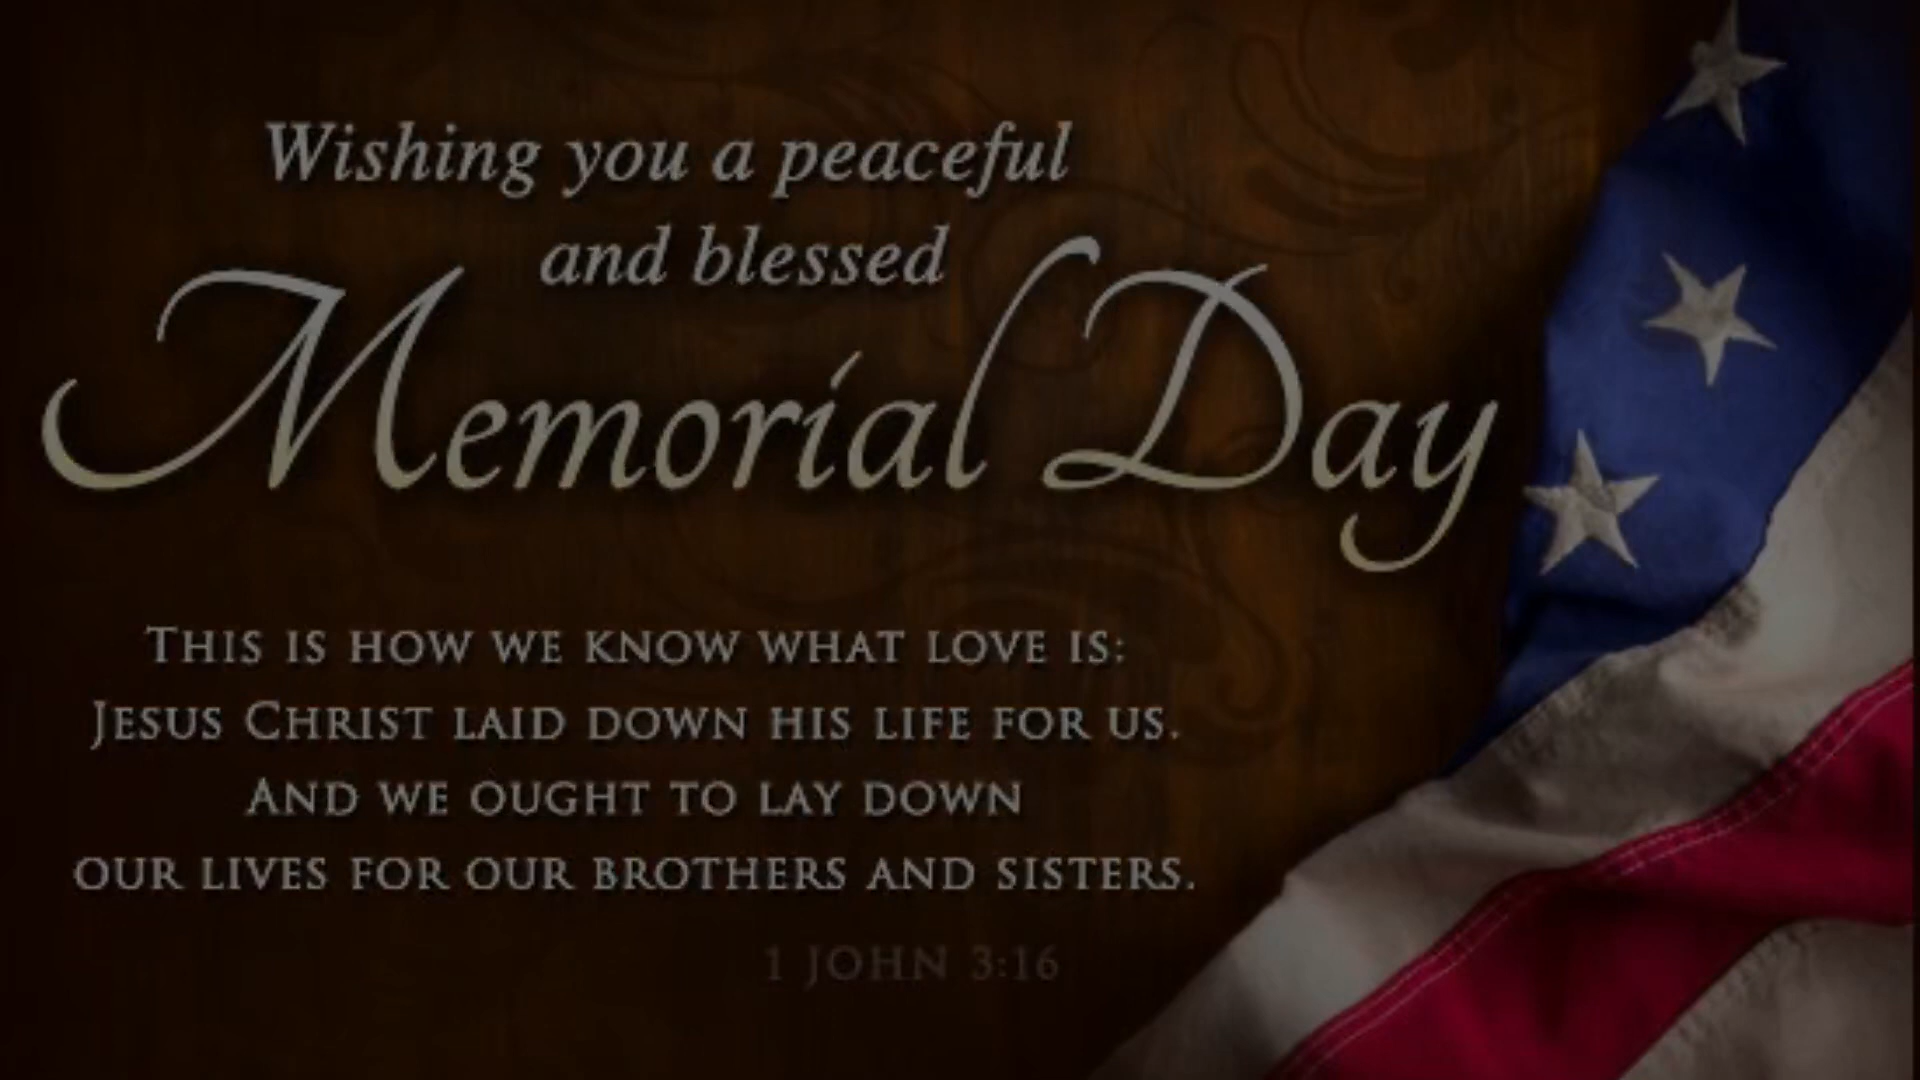 Wishing you a peaceful
and blessed
Memorial Day
THIS IS HOW WE KNOW WHAT LOVE IS:
JESUS CHRIST LAID DOWN HIS LIFE FOR US.
AND WE OUGHT TO LAY DOWN
OUR LIVES FOR OUR BROTHERS AND SISTERS.
1 JOHN 3:16